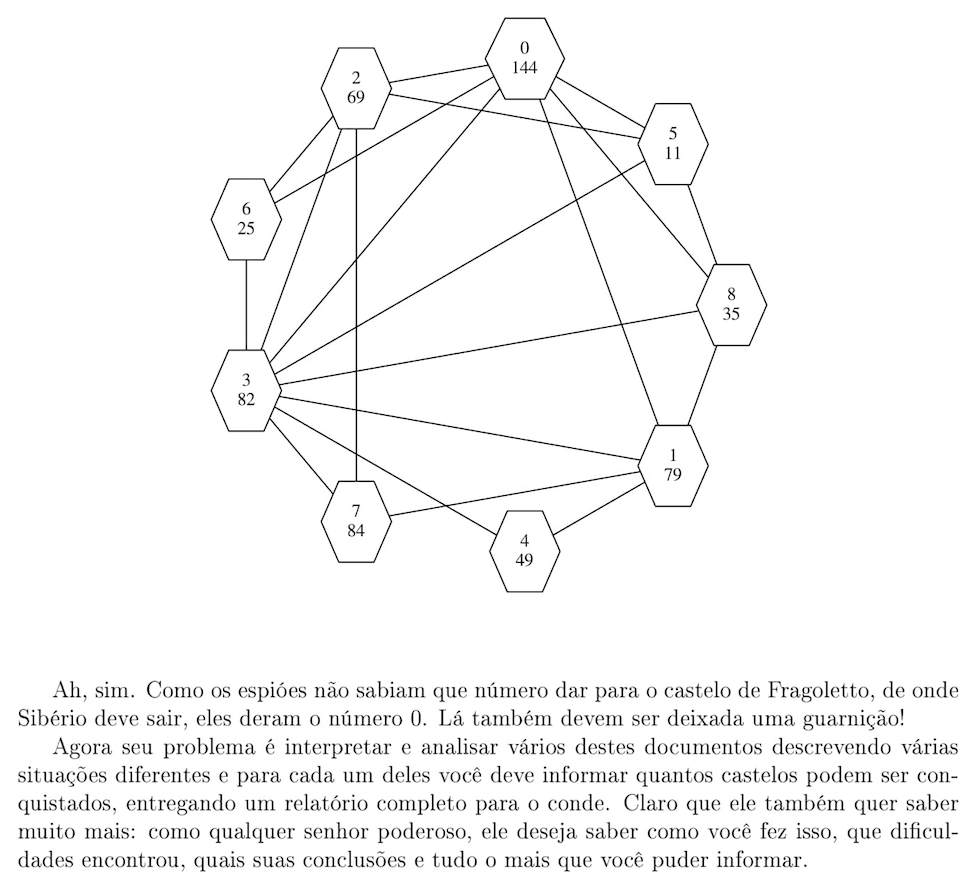 0
144
2
69
5
11
6
25
8
35
3
82
1
79
7
84
4
49
Ah, sim. Como os espióes não sabiam que número dar para o castelo de Fragoletto, de onde
Sibério deve sair, eles deram o número 0. Lá também devem ser deixada uma guarnição!
Agora seu problema é interpretar e analisar vários destes documentos descrevendo várias
situações diferentes e para cada um deles você deve informar quantos castelos podem ser con-
quistados, entregando um relatório completo para o conde. Claro que ele também quer saber
muito mais: como qualquer senhor poderoso, ele deseja saber como você fez isso, que dificul-
dades encontrou, quais suas conclusões e tudo o mais que você puder informar.